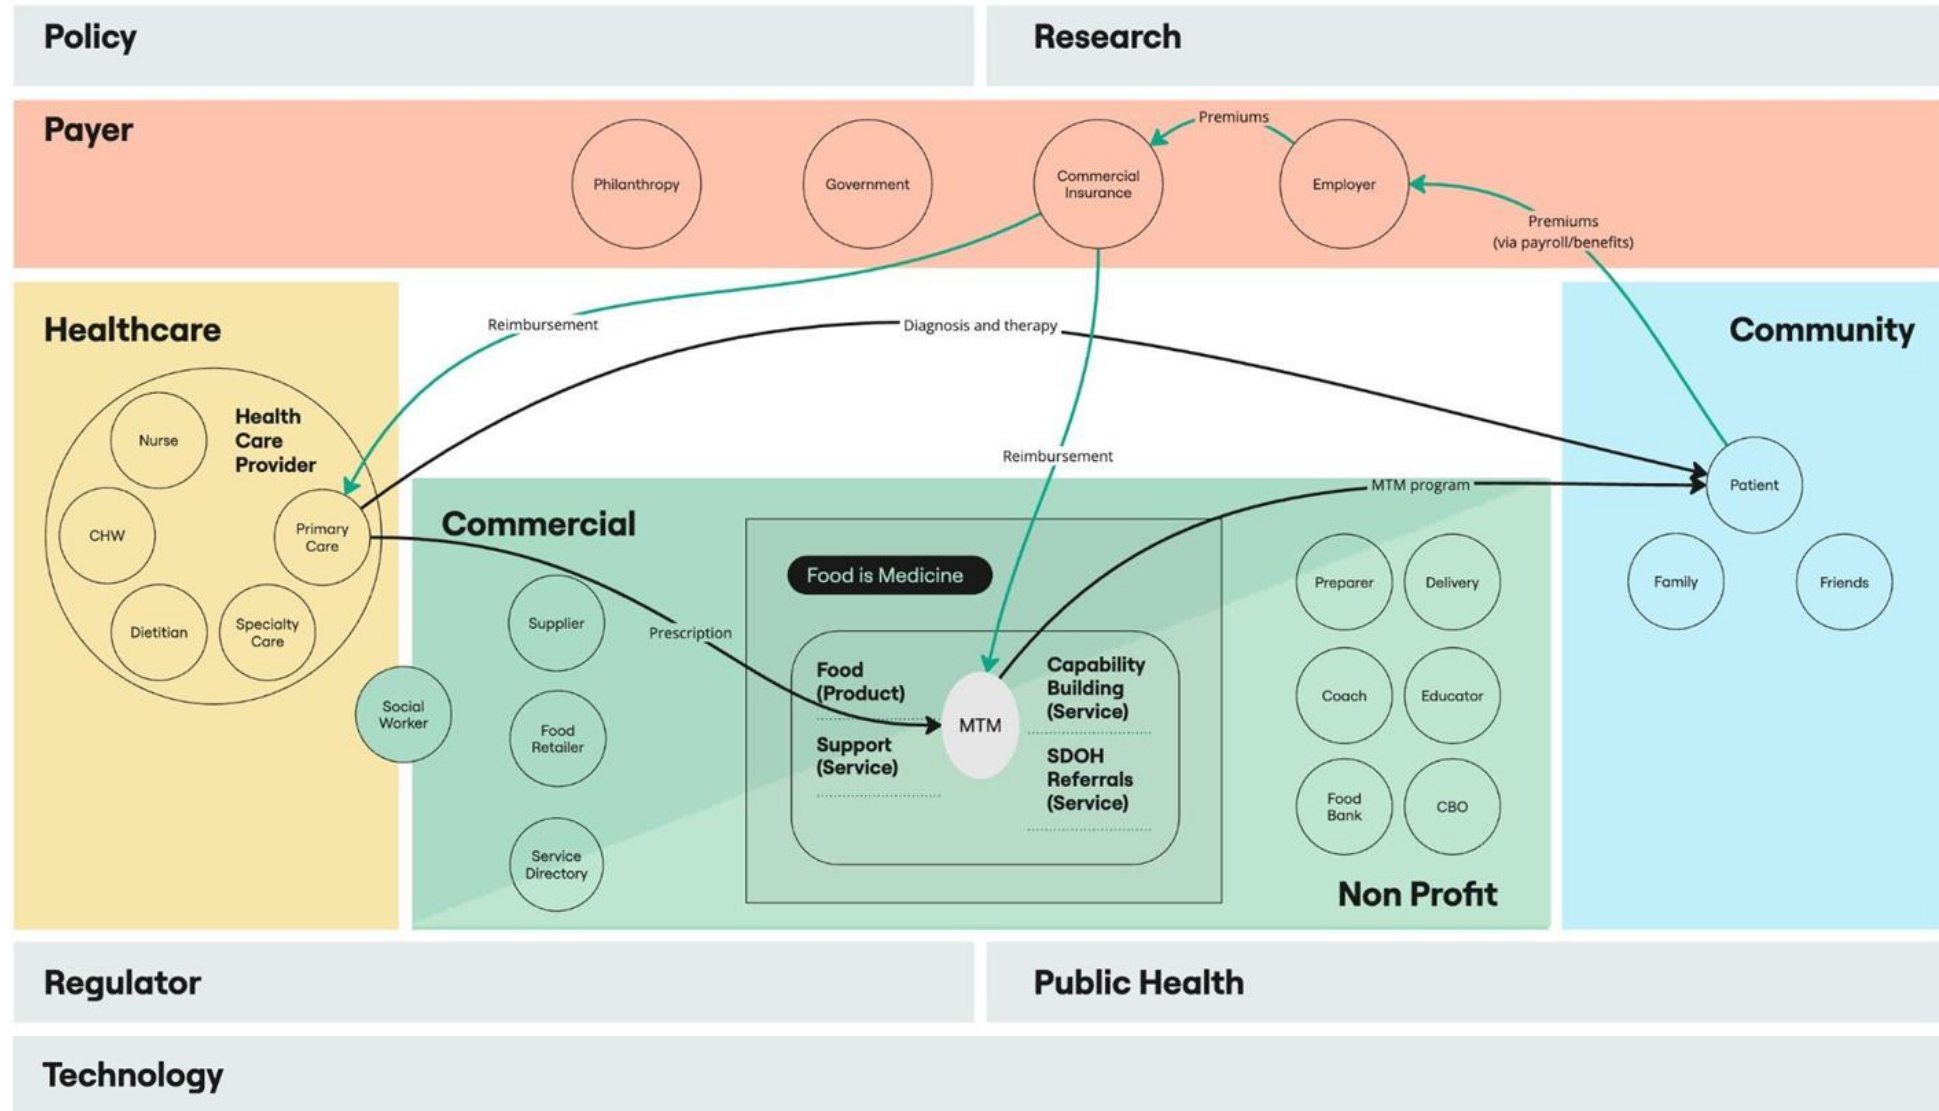 Policy
Research
Payer
Philanthropy
Government
Commercial
Insurance
Premiums
Employer
Premiums
(via payroll/benefits)
Healthcare
Health
Care
Provider
Nurse
CHW
Primary
Care
Dietitian
Specialty
Care
Social
Worker
Reimbursement
Diagnosis and therapy
Reimbursement
MTM program
Prescription
Commercial
Supplier
Food
Retailer
Service
Directory
Food is Medicine
Food
(Product)
Support
(Service)
MTM
Capability
Building
(Service)
SDOH
Referrals
(Service)
Preparer
Delivery
Coach
Educator
Food
Bank
CBO
Non Profit
Community
Patient
Family
Friends
Regulator
Public Health
Technology